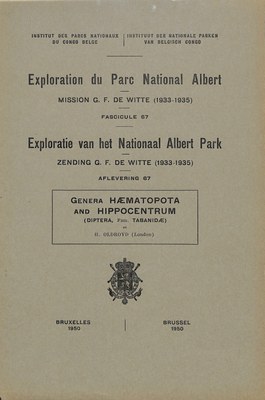 INSTITUT DES PARCS NATIONAUX
DU CONGO BELGE
INSTITUUT DER NATIONALE PARKEN
VAN BELGISCH CONGO
Exploration du Parc National Albert
MISSION G. F. DE WITTE (1933-1935)
FASCICULE 67
Exploratie van het Nationaal Albert Park
ZENDING G. F. DE WITTE (1933-1935)
AFLEVERING 67
GENERA HÆMATOPOTA
AND HIPPOCENTRUM
(DIPTERA, FAM. TABANIDÆ)
H. OLDROYD (London)
BRUXELLES
1950
BRUSSEL
1950